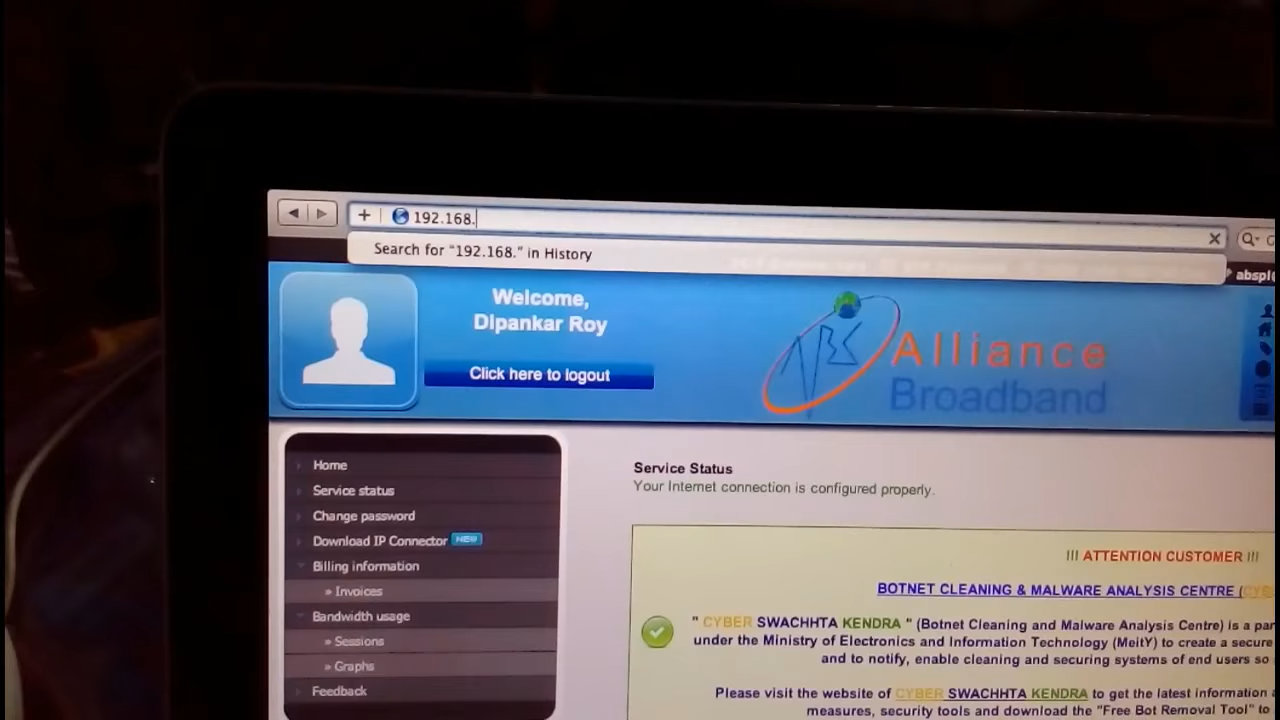 192.168.
Search for "192.168." in History
abspl
Welcome,
Dipankar Roy
Click here to logout
Alliance
Broadband
Home
Service status
Change password
Download IP Connector NEW
Billing information
» Invoices
Bandwidth usage
» Sessions
» Graphs
Feedback
Service Status
Your Internet connection is configured properly.
!!! ATTENTION CUSTOMER !!!
BOTNET CLEANING & MALWARE ANALYSIS CENTRE (CYB
" CYBER SWACHHTA KENDRA " (Botnet Cleaning and Malware Analysis Centre) is a par
under the Ministry of Electronics and Information Technology (MeitY) to create a secure
and to notify, enable cleaning and securing systems of end users so
Please visit the website of CYBER SWACHHTA KENDRA to get the latest information
measures, security tools and download the "Free Bot Removal Tool" to